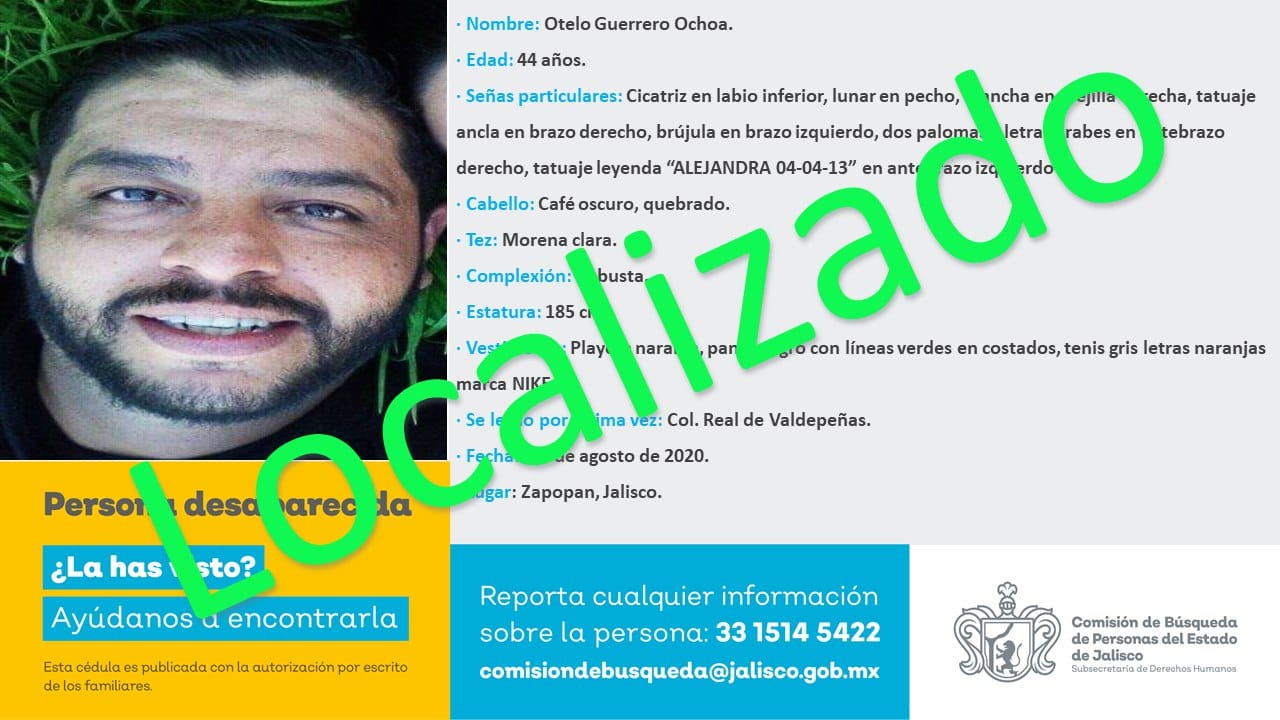 · Nombre: Otelo Guerrero Ochoa.
· Edad: 44 años.
· Señas particulares: Cicatriz en labio inferior, lunar en pecho, mancha en mejilla derecha, tatuaje
ancla en brazo derecho, brújula en brazo izquierdo, dos palomas letras árabes en antebrazo
derecho, tatuaje leyenda “ALEJANDRA 04-04-13” en antebrazo izquierdo
· Cabello: Café oscuro, quebrado.
· Tez: Morena clara.
· Complexión: Robusta.
· Estatura: 185 cm
· Vestimenta: Playera naranja, pants negro con líneas verdes en costados, tenis gris letras naranjas
marca NIKE
· Se le vio por última vez: Col. Real de Valdepeñas.
· Fecha: de agosto de 2020.
· Lugar: Zapopan, Jalisco.
Localizado
Persona desaparecida
¿La has visto?
Ayúdanos a encontrarla
Esta cédula es publicada con la autorización por escrito
de los familiares.
Reporta cualquier información
sobre la persona: 33 1514 5422
comisiondebusqueda@jalisco.gob.mx
Comisión de Búsqueda
de Personas del Estado
de Jalisco
Subsecretaría de Derechos Humanos